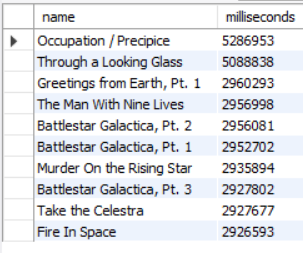 name milliseconds
Occupation / Precipice 5286953
Through a Looking Glass 5088838
Greetings from Earth, Pt. 1 2960293
The Man With Nine Lives 2956998
Battlestar Galactica, Pt. 2 2956081
Battlestar Galactica, Pt. 1 2952702
Murder On the Rising Star 2935894
Battlestar Galactica, Pt. 3 2927802
Take the Celestra 2927677
Fire In Space 2926593